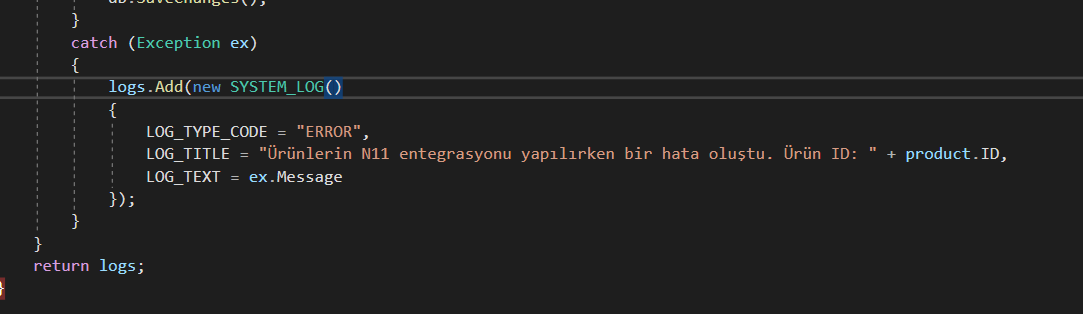 db.SaveChanges();
}
catch (Exception ex)
{
logs.Add(new SYSTEM_LOG()
{
LOG_TYPE_CODE = "ERROR",
LOG_TITLE = "Ürünlerin N11 entegrasyonu yapılırken bir hata oluştu. Ürün ID: " + product.ID,
LOG_TEXT = ex.Message
});
}
}
return logs;
}